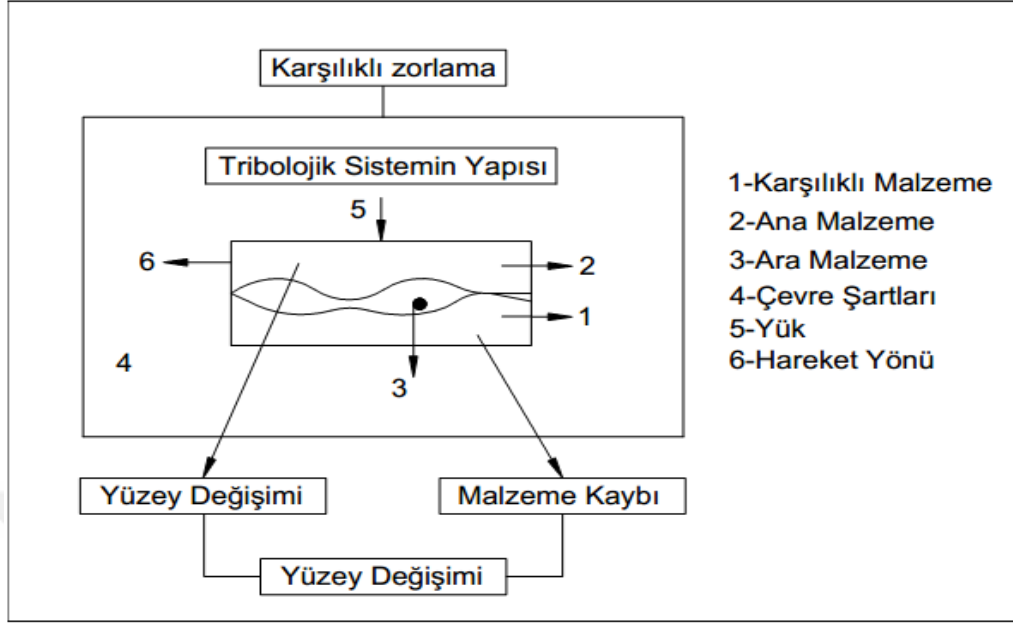 Karşılıklı zorlama
Tribolojik Sistemin Yapısı
5
6
2
1
4
3
1-Karşılıklı Malzeme
2-Ana Malzeme
3-Ara Malzeme
4-Çevre Şartları
5-Yük
6-Hareket Yönü
Yüzey Değişimi
Malzeme Kaybı
Yüzey Değişimi